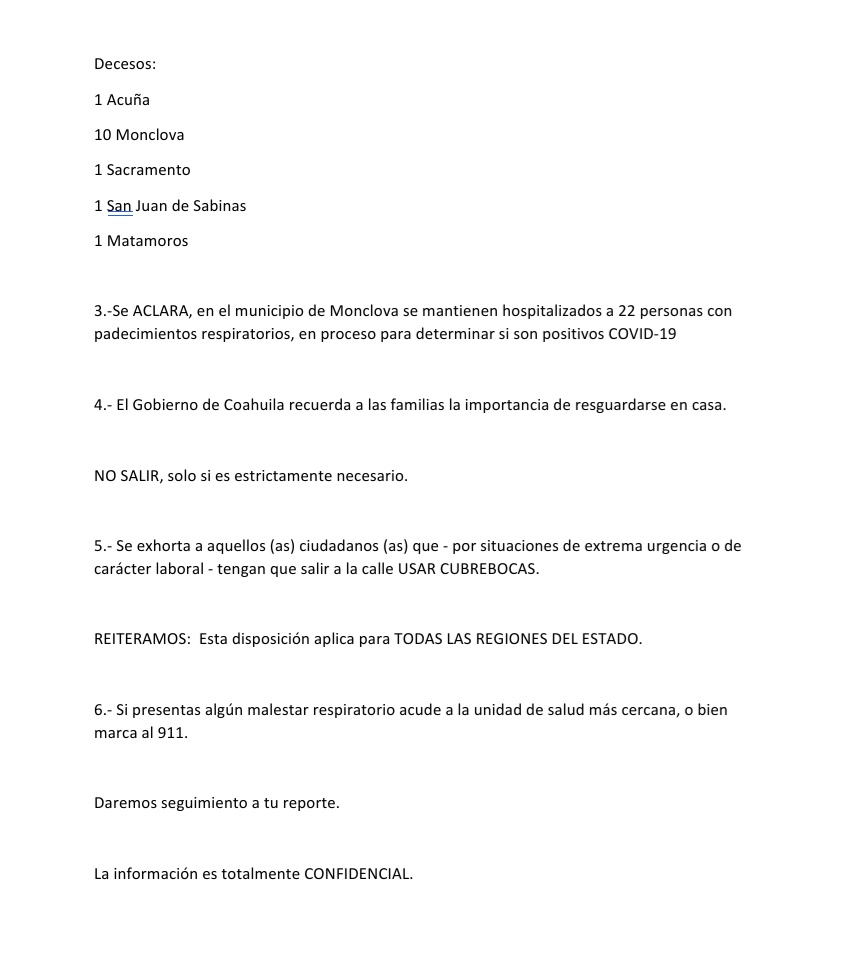 Decesos:
1 Acuña
10 Monclova
1 Sacramento
1 San Juan de Sabinas
1 Matamoros
3.-Se ACLARA, en el municipio de Monclova se mantienen hospitalizados a 22 personas con
padecimientos respiratorios, en proceso para determinar si son positivos COVID-19
4.- El Gobierno de Coahuila recuerda a las familias la importancia de resguardarse en casa.
NO SALIR, solo si es estrictamente necesario.
5.- Se exhorta a aquellos (as) ciudadanos (as) que - por situaciones de extrema urgencia o de
carácter laboral - tengan que salir a la calle USAR CUBREBOCAS.
REITERAMOS:  Esta disposición aplica para TODAS LAS REGIONES DEL ESTADO.
6.- Si presentas algún malestar respiratorio acude a la unidad de salud más cercana, o bien
marca al 911.
Daremos seguimiento a tu reporte.
La información es totalmente CONFIDENCIAL.